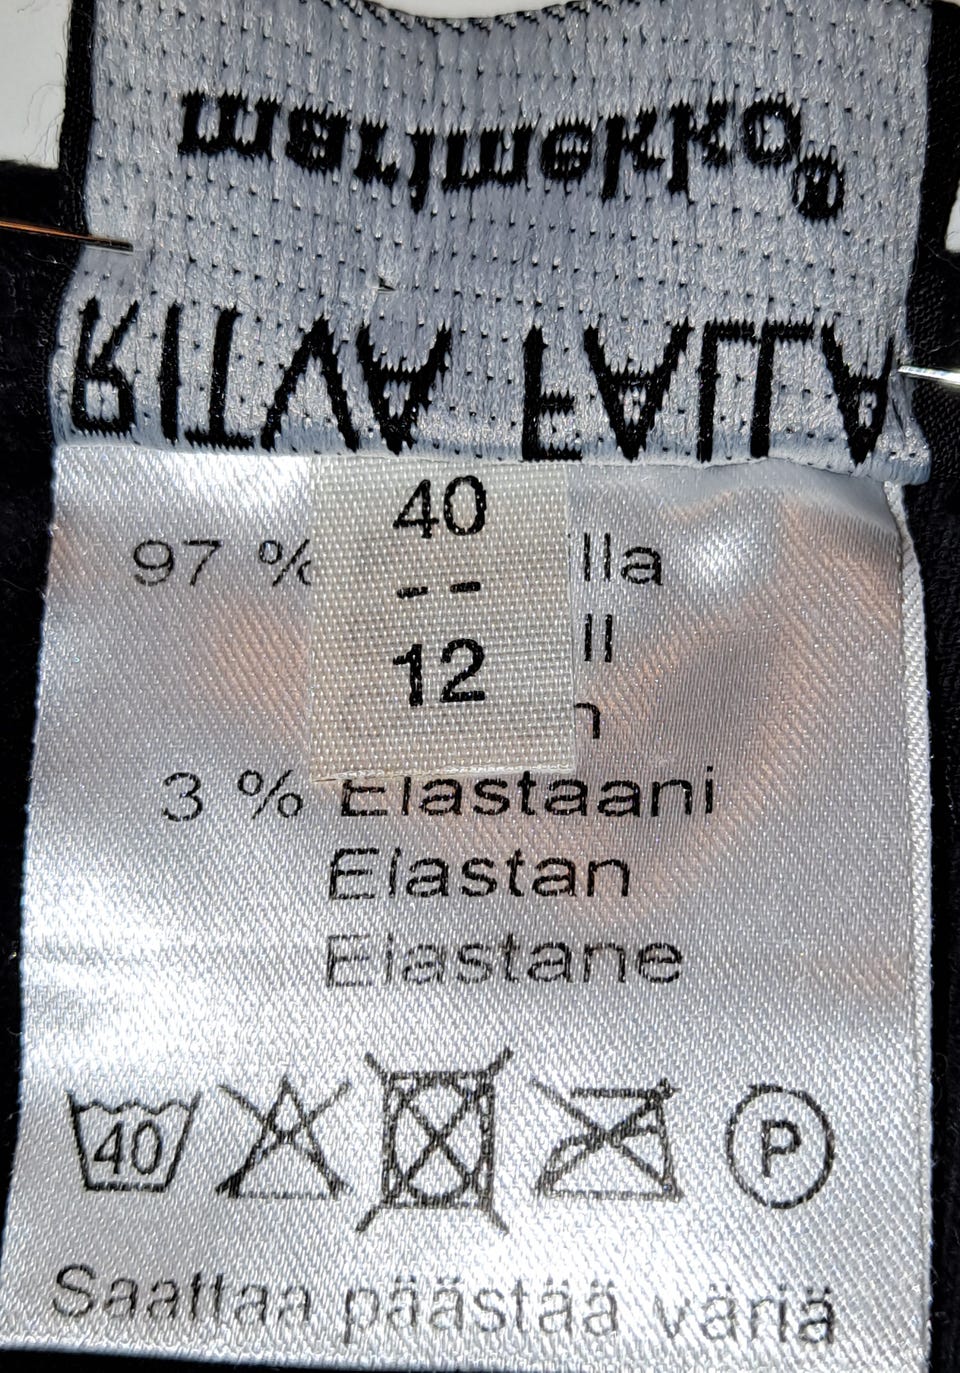 marimekko®
RITVA FALLA
40
--
12
97 %
3 % Elastaani
Elastan
Elastane
40 P
Saattaa päästää väriä